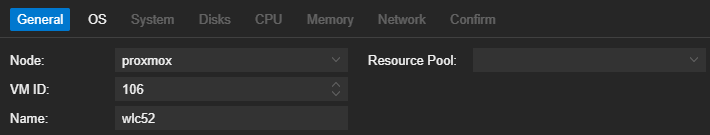 General OS System Disks CPU Memory Network Confirm
Node: proxmox Resource Pool:
VM ID: 106
Name: wlc52